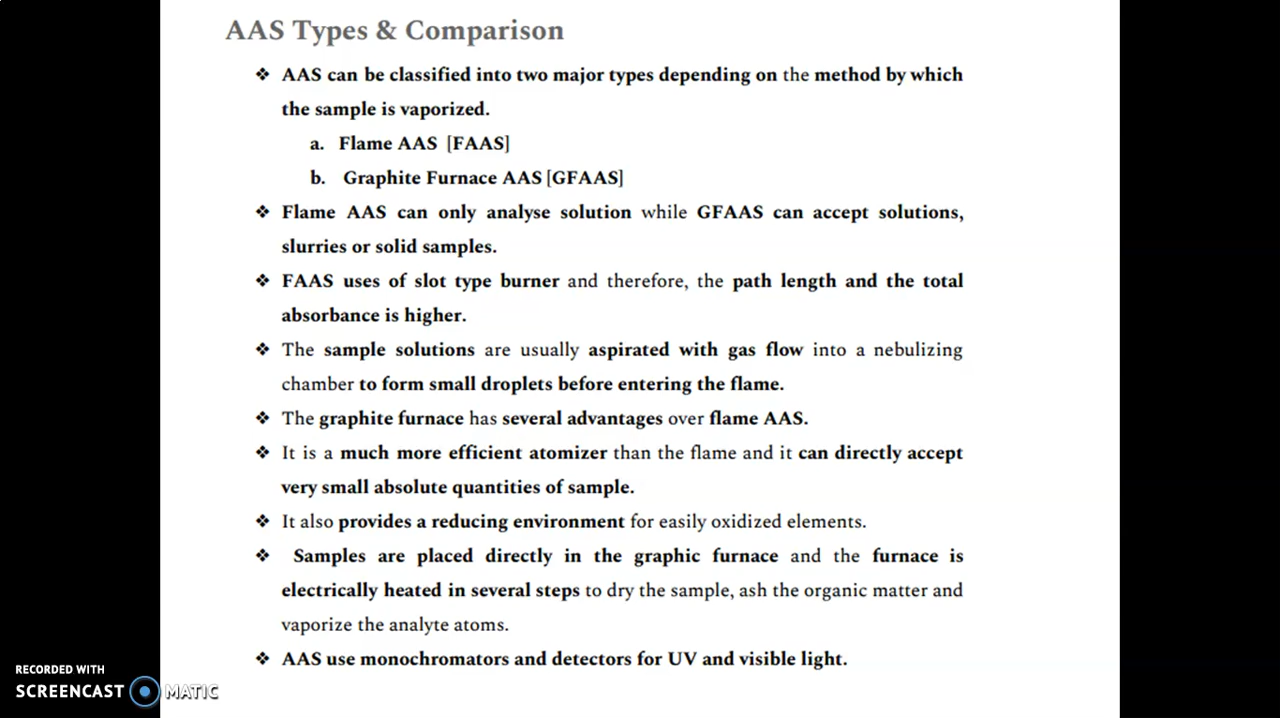 AAS Types & Comparison
❖ AAS can be classified into two major types depending on the method by which
the sample is vaporized.
a. Flame AAS [FAAS]
b. Graphite Furnace AAS [GFAAS]
❖ Flame AAS can only analyse solution while GFAAS can accept solutions,
slurries or solid samples.
❖ FAAS uses of slot type burner and therefore, the path length and the total
absorbance is higher.
❖ The sample solutions are usually aspirated with gas flow into a nebulizing
chamber to form small droplets before entering the flame.
❖ The graphite furnace has several advantages over flame AAS.
❖ It is a much more efficient atomizer than the flame and it can directly accept
very small absolute quantities of sample.
❖ It also provides a reducing environment for easily oxidized elements.
❖ Samples are placed directly in the graphic furnace and the furnace is
electrically heated in several steps to dry the sample, ash the organic matter and
vaporize the analyte atoms.
❖ AAS use monochromators and detectors for UV and visible light.
RECORDED WITH
SCREENCAST MATIC